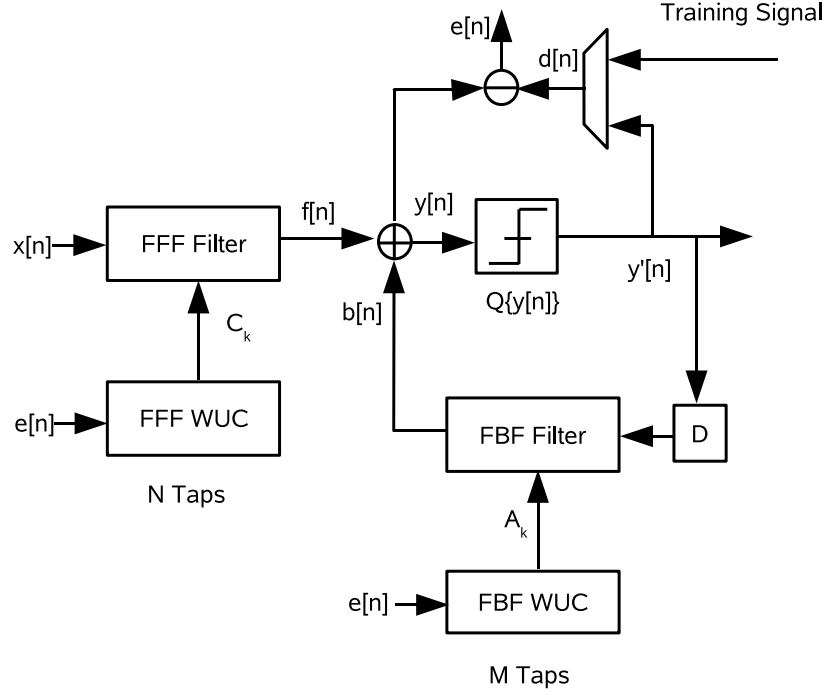 Training Signal
e[n]
d[n]
f[n]
y[n]
x[n]
FFF Filter
Q{y[n]}
y'[n]
b[n]
C_k
e[n]
FFF WUC
FBF Filter
D
N Taps
A_k
e[n]
FBF WUC
M Taps